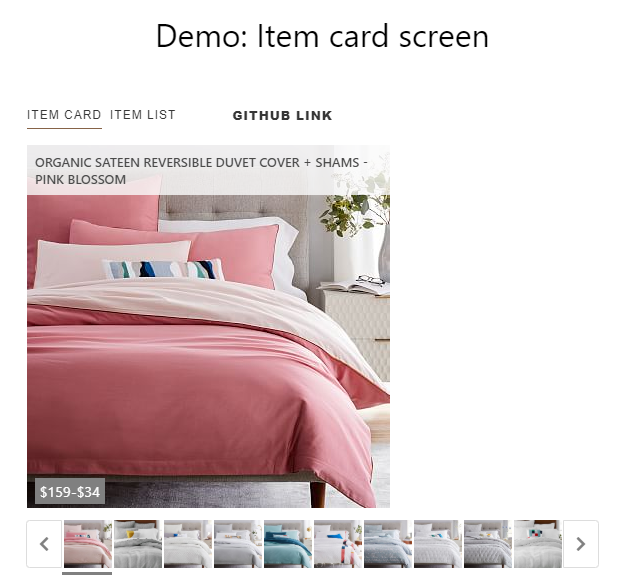 Demo: Item card screen
ITEM CARD ITEM LIST GITHUB LINK
ORGANIC SATEEN REVERSIBLE DUVET COVER + SHAMS -
PINK BLOSSOM
$159-$34